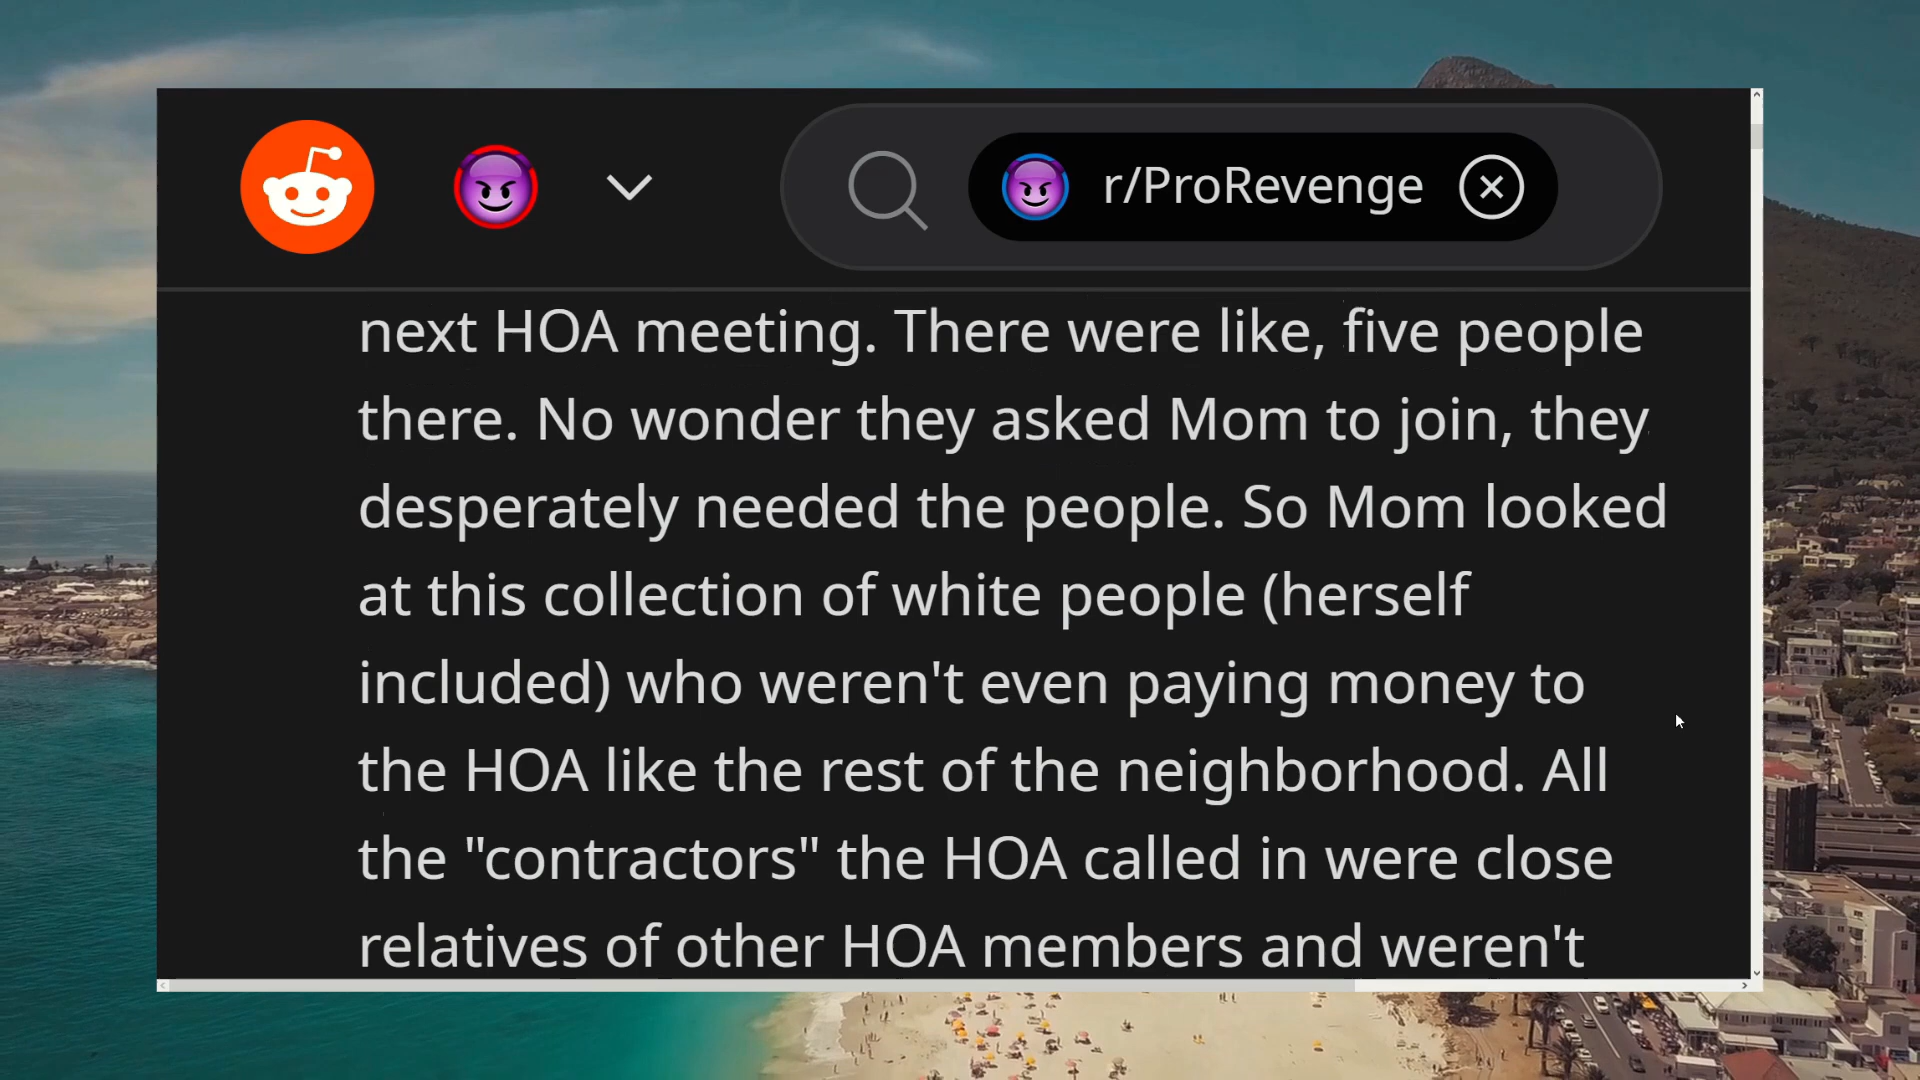 r/ProRevenge
next HOA meeting. There were like, five people
there. No wonder they asked Mom to join, they
desperately needed the people. So Mom looked
at this collection of white people (herself
included) who weren't even paying money to
the HOA like the rest of the neighborhood. All
the "contractors" the HOA called in were close
relatives of other HOA members and weren't